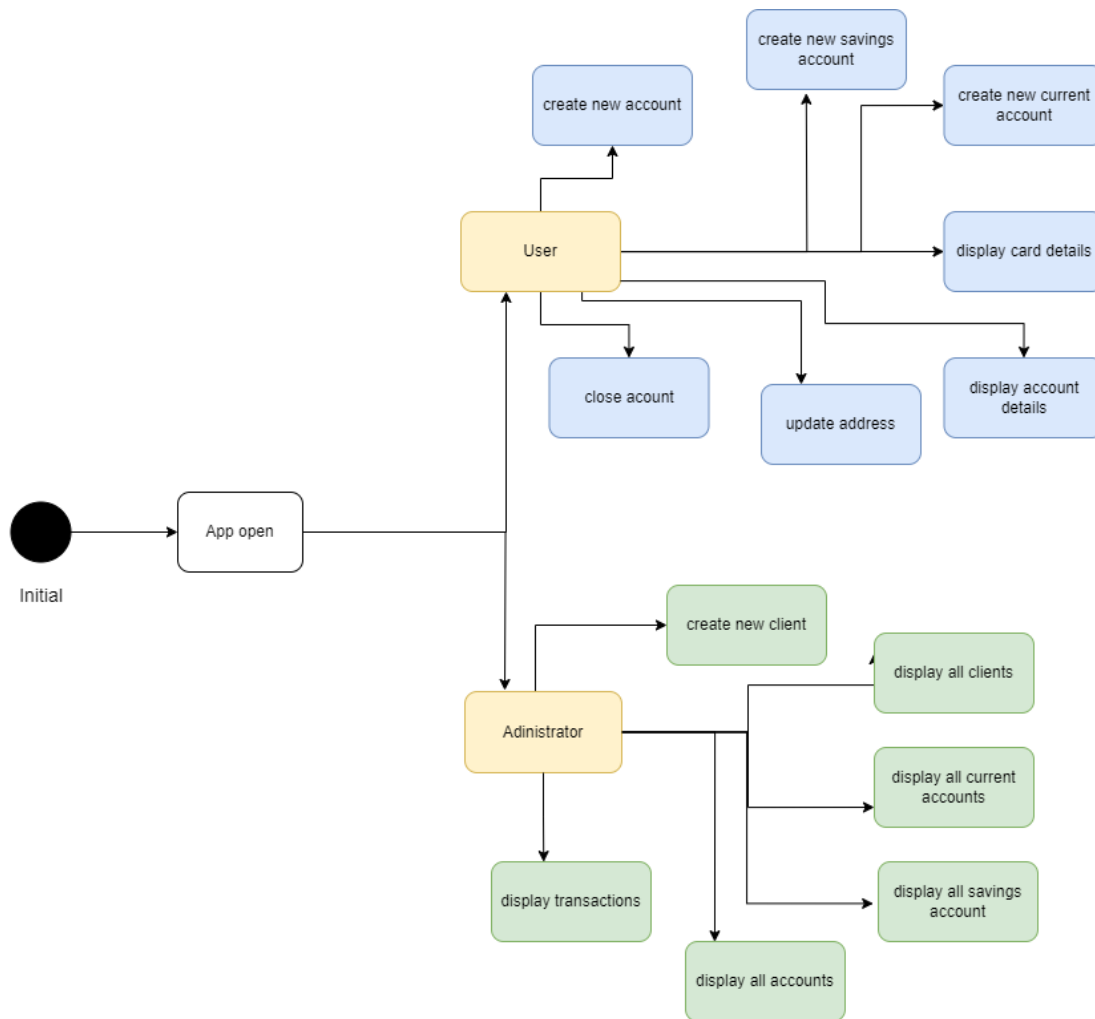 create new savings
account
create new account
create new current
account
User
display card details
close acount
update address
display account
details
App open
Initial
create new client
display all clients
Adinistrator
display all current
accounts
display transactions
display all savings
account
display all accounts